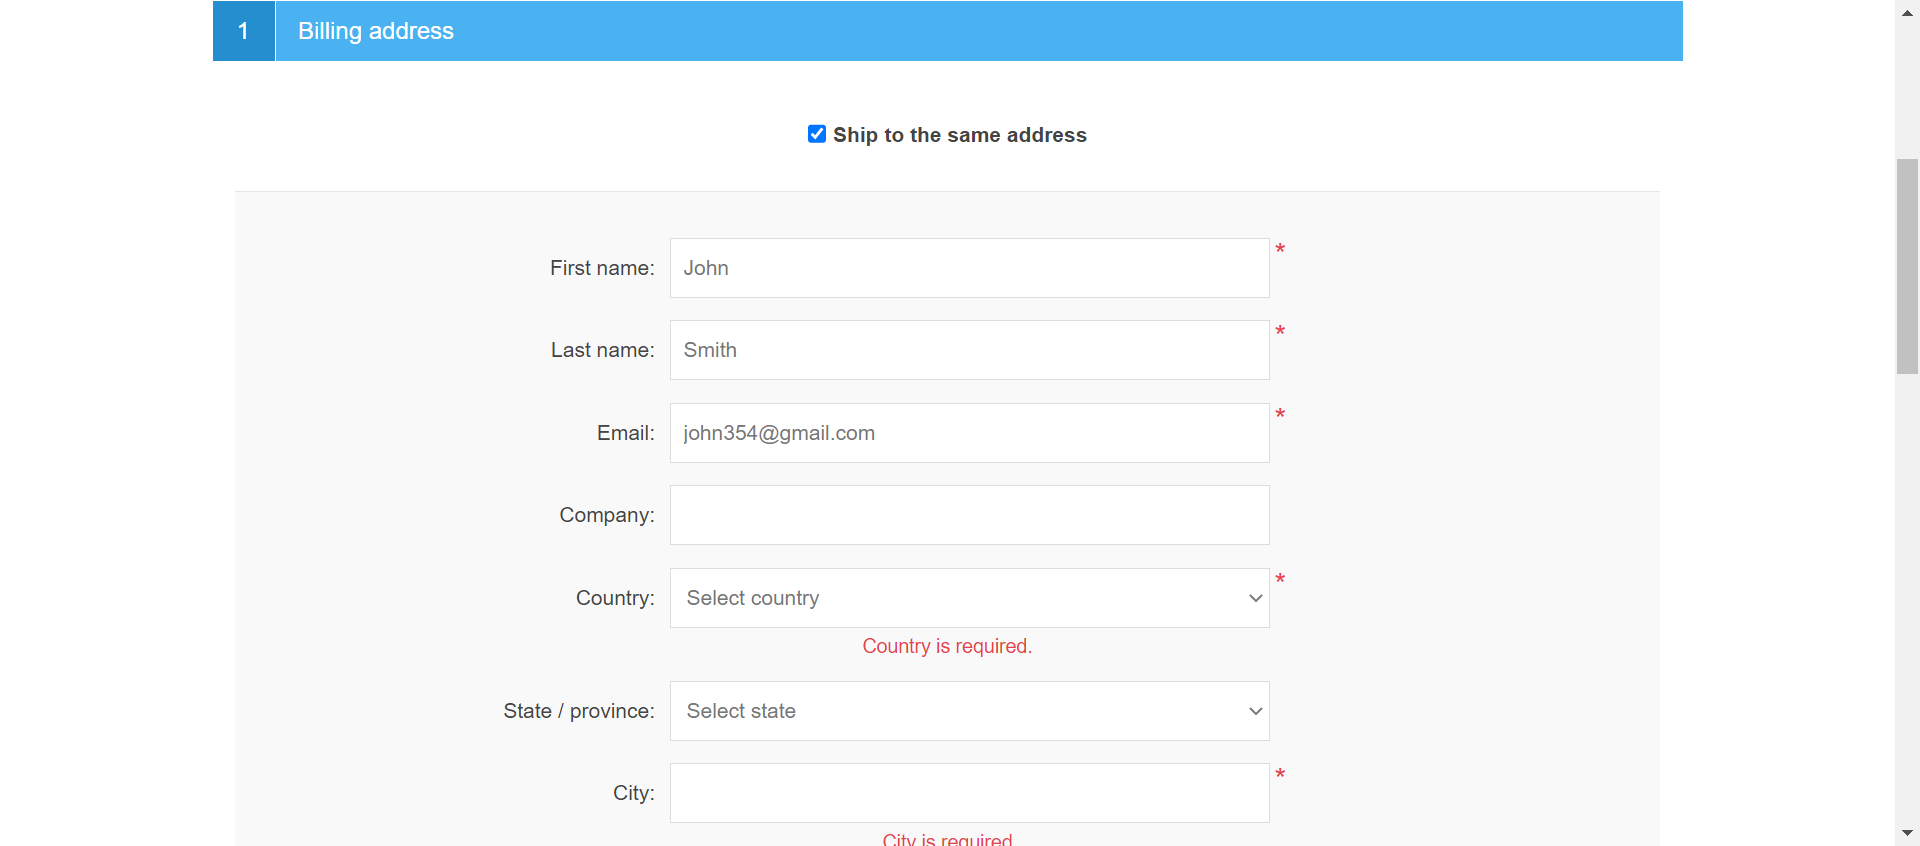 1 Billing address
Ship to the same address
First name: John *
Last name: Smith *
Email: john354@gmail.com *
Company:
Country: Select country *
Country is required.
State / province: Select state
City: *
City is required.